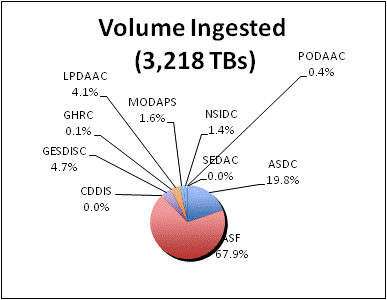 Volume Ingested
(3,218 TBs)
PODAAC
0.4%
LPDAAC
4.1%
MODAPS
1.6%
NSIDC
1.4%
GHRC
0.1%
GESDISC
4.7%
SEDAC
0.0%
ASDC
19.8%
CDDIS
0.0%
ASF
67.9%